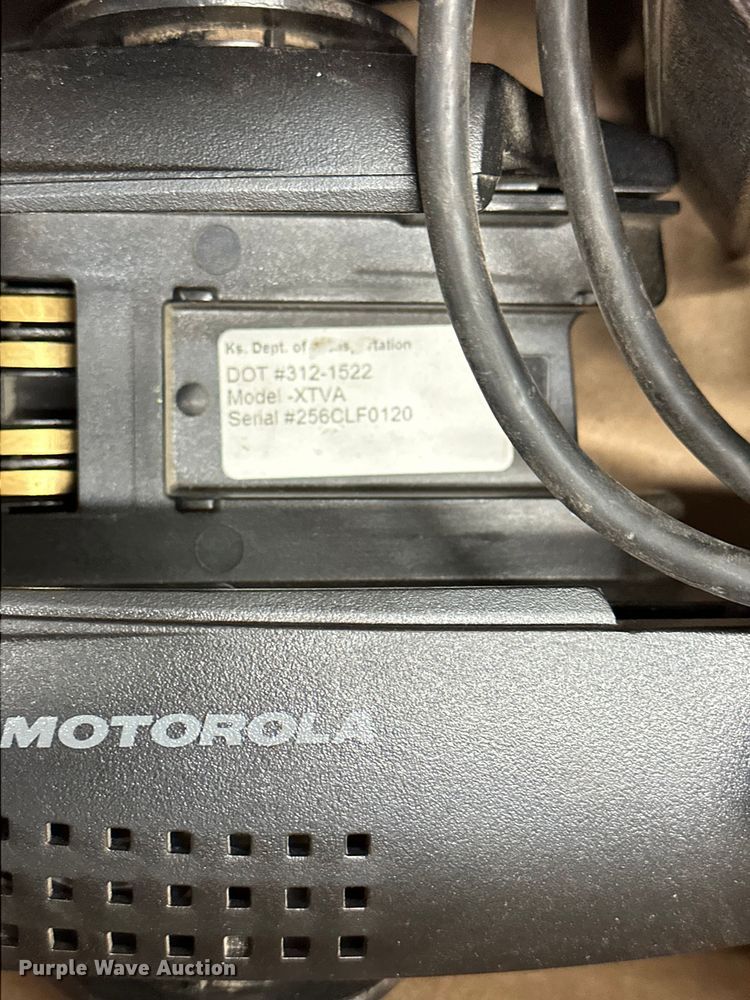 Ks. Dept. of
DOT #312-1522
Model -XTVA
Serial #256CLF0120
MOTOROLA
Purple Wave Auction